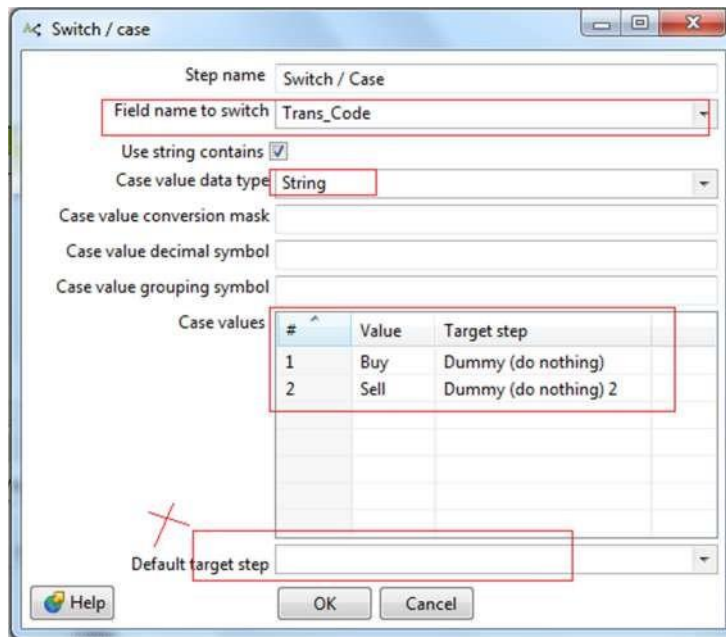 Switch / case
Step name Switch / Case
Field name to switch Trans_Code
Use string contains
Case value data type String
Case value conversion mask
Case value decimal symbol
Case value grouping symbol
Case values # Value Target step
1 Buy Dummy (do nothing)
2 Sell Dummy (do nothing) 2
Default target step
Help OK Cancel